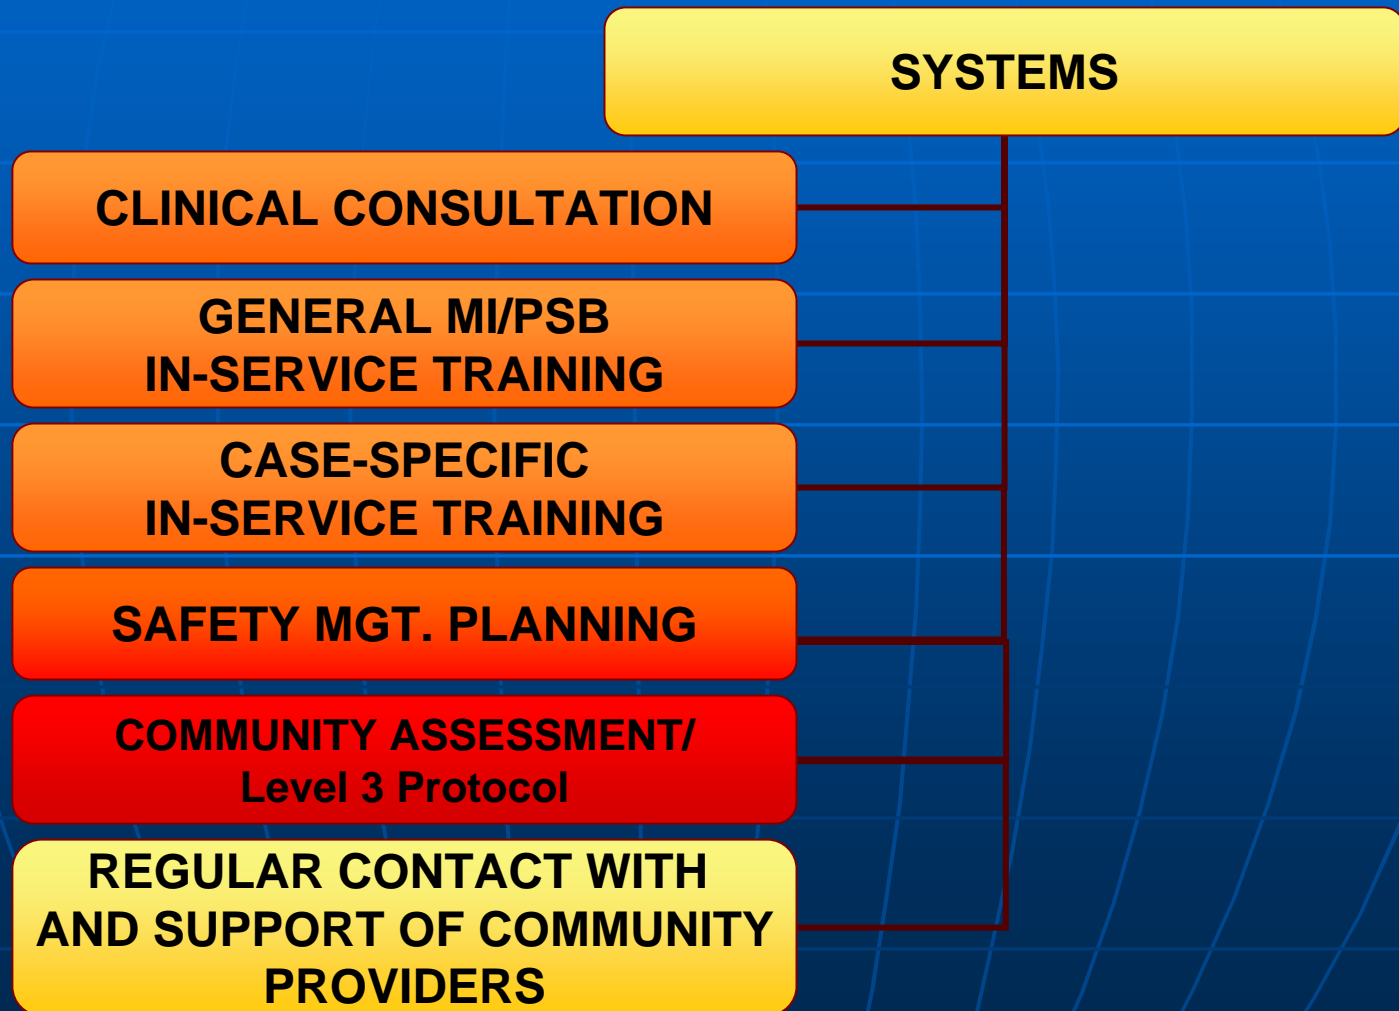 SYSTEMS
CLINICAL CONSULTATION
GENERAL MI/PSB
IN-SERVICE TRAINING
CASE-SPECIFIC
IN-SERVICE TRAINING
SAFETY MGT. PLANNING
COMMUNITY ASSESSMENT/
Level 3 Protocol
REGULAR CONTACT WITH
AND SUPPORT OF COMMUNITY
PROVIDERS